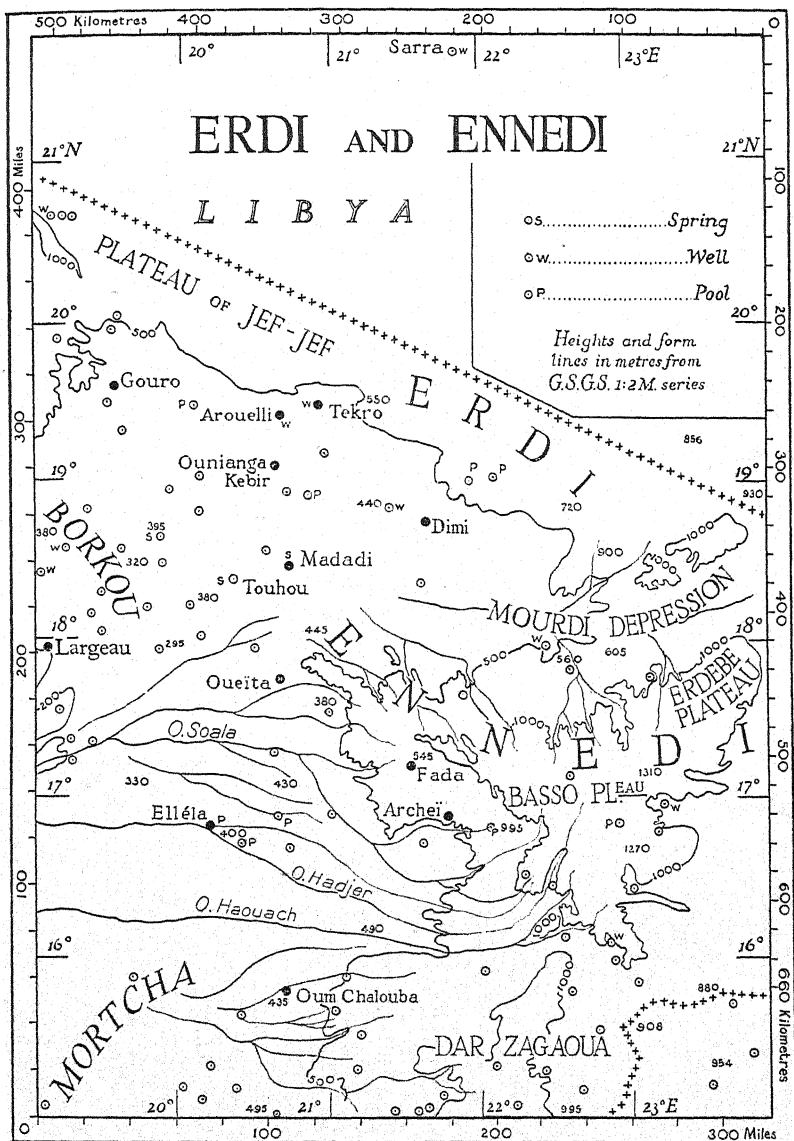 500 Kilometres 400 300 200 100 0
20° 21° Sarra w 22° 23°E
ERDI AND ENNEDI
21°N 21°N
400 Miles
100
LIBYA
s Spring
w Well
P Pool
Heights and form
lines in metres from
G.S.G.S. 1:2M. series
w
1000
PLATEAU OF JEF-JEF
20° 20°
200
500
Gouro
P w 550
Arouelli w Tekro
ERDI
300
856
Ounianga
Kebir
19° 19°
300
P P
P
930
BORKOU
440 w
720
Dimi
380 395
w s
320
900
1000
1000
w
s Madadi
s Touhou
380
MOURDI DEPRESSION
400
18° 18°
Largeau
295
445
w
500 560 605
1000
200
ENNEDI
ERDEBE
PLATEAU
Oueïta
200
380
1000
O. Soala
545
Fada
1310
500
17° 17°
330
430
BASSO PL.EAU
Elléla P
P
Archeï
w
P 995
P
400
P
1270
1000
100
O. Hadjer
600
O. Haouach
490
w
16° 16°
MORTCHA
435 Oum Chalouba
880
660 Kilometres
908
DAR ZAGAOUA
954
500
20° 21° 22° 23°E
495 995
0 100 200 300 Miles